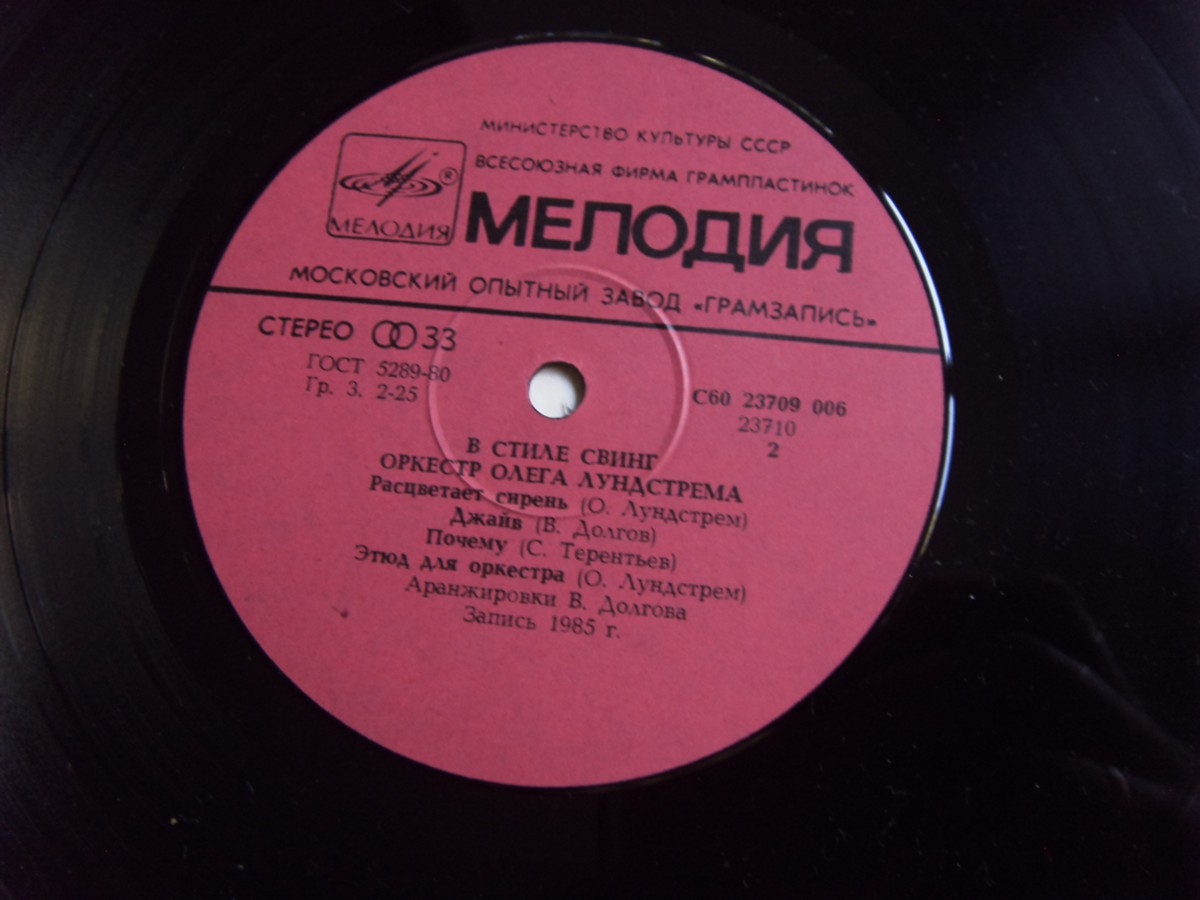 МИНИСТЕРСТВО КУЛЬТУРЫ СССР
ВСЕСОЮЗНАЯ ФИРМА ГРАМПЛАСТИНОК
®
МЕЛОДИЯ
МЕЛОДИЯ
МОСКОВСКИЙ ОПЫТНЫЙ ЗАВОД «ГРАМЗАПИСЬ»
СТЕРЕО 33
ГОСТ 5289-80
Гр. 3. 2-25
С60 23709 006
23710
2
В СТИЛЕ СВИНГ
ОРКЕСТР ОЛЕГА ЛУНДСТРЕМА
Расцветает сирень (О. Лундстрем)
Джайв (В. Долгов)
Почему (С. Терентьев)
Этюд для оркестра (О. Лундстрем)
Аранжировки В. Долгова
Запись 1985 г.